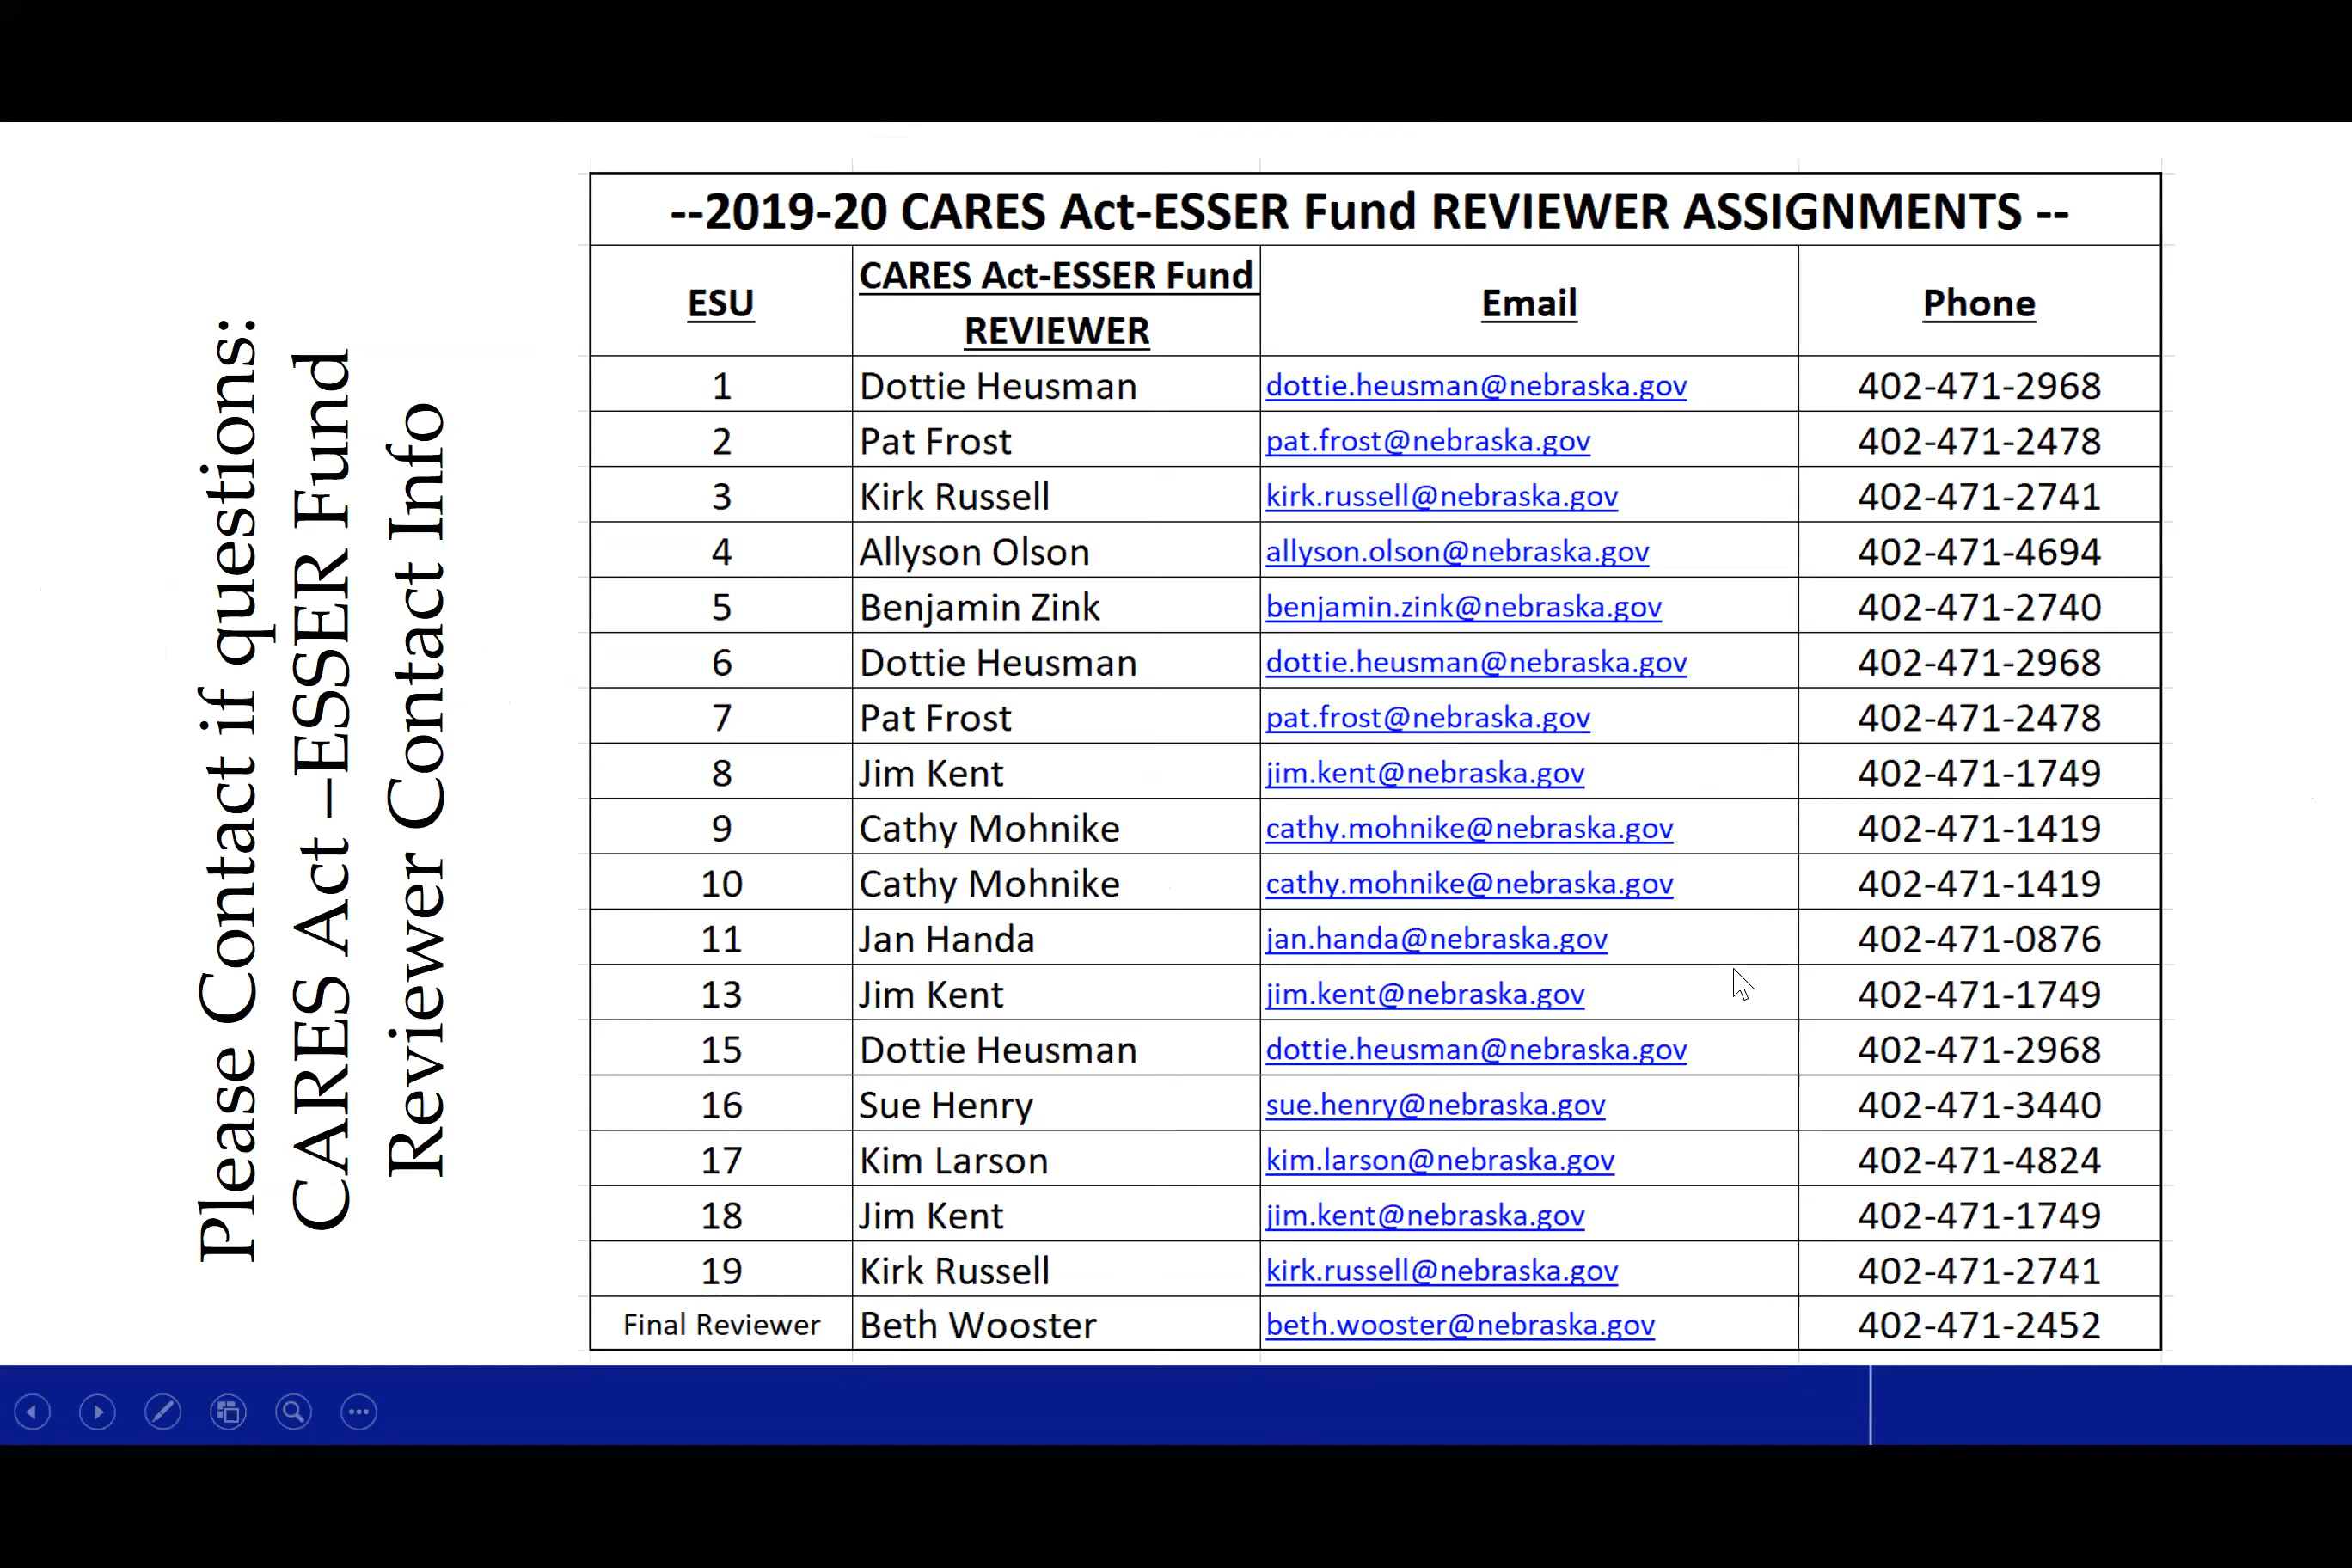 Please Contact if questions:
CARES Act –ESSER Fund
Reviewer Contact Info
--2019-20 CARES Act-ESSER Fund REVIEWER ASSIGNMENTS --
ESU CARES Act-ESSER Fund REVIEWER Email Phone
1 Dottie Heusman dottie.heusman@nebraska.gov 402-471-2968
2 Pat Frost pat.frost@nebraska.gov 402-471-2478
3 Kirk Russell kirk.russell@nebraska.gov 402-471-2741
4 Allyson Olson allyson.olson@nebraska.gov 402-471-4694
5 Benjamin Zink benjamin.zink@nebraska.gov 402-471-2740
6 Dottie Heusman dottie.heusman@nebraska.gov 402-471-2968
7 Pat Frost pat.frost@nebraska.gov 402-471-2478
8 Jim Kent jim.kent@nebraska.gov 402-471-1749
9 Cathy Mohnike cathy.mohnike@nebraska.gov 402-471-1419
10 Cathy Mohnike cathy.mohnike@nebraska.gov 402-471-1419
11 Jan Handa jan.handa@nebraska.gov 402-471-0876
13 Jim Kent jim.kent@nebraska.gov 402-471-1749
15 Dottie Heusman dottie.heusman@nebraska.gov 402-471-2968
16 Sue Henry sue.henry@nebraska.gov 402-471-3440
17 Kim Larson kim.larson@nebraska.gov 402-471-4824
18 Jim Kent jim.kent@nebraska.gov 402-471-1749
19 Kirk Russell kirk.russell@nebraska.gov 402-471-2741
Final Reviewer Beth Wooster beth.wooster@nebraska.gov 402-471-2452